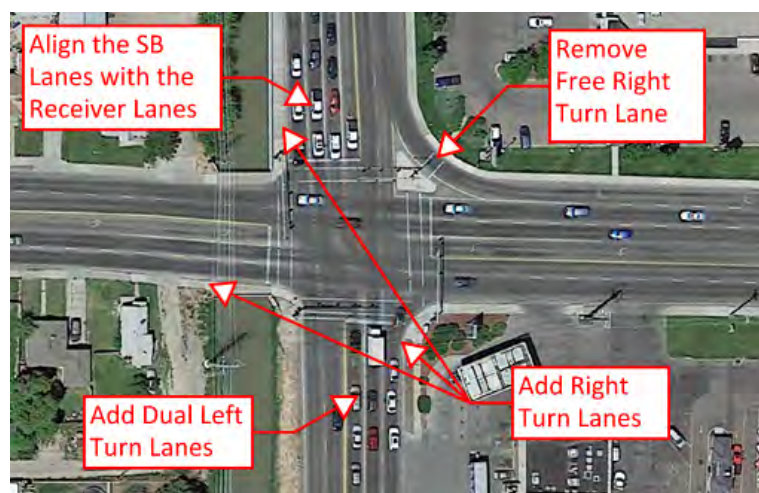 Align the SB
Lanes with the
Receiver Lanes
Remove
Free Right
Turn Lane
Add Dual Left
Turn Lanes
Add Right
Turn Lanes